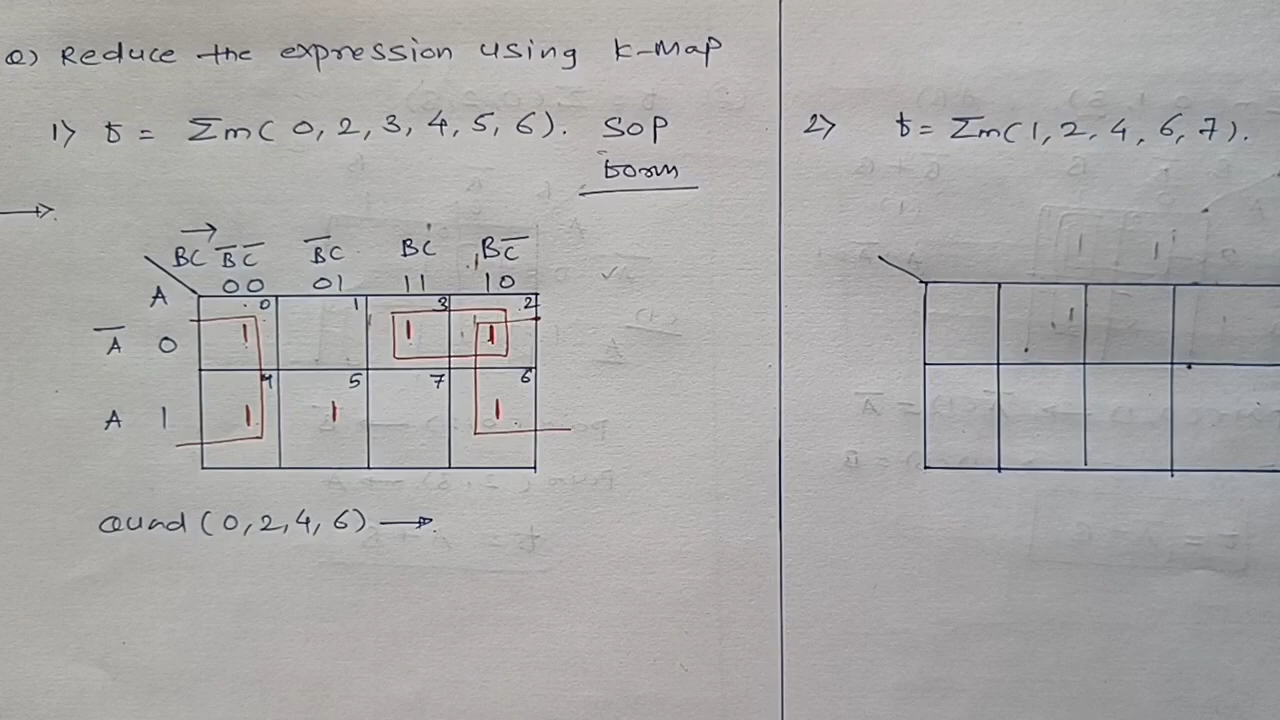 Q) Reduce the expression using K-Map
1) f = Σm( 0, 2, 3, 4, 5, 6). SOP
form
BC B̅C̅ B̅C BC BC̅
A 00 01 11 10
0 1 3 2
A̅ 0 1 1 1
4 5 7 6
A 1 1 1 1
Quad (0, 2, 4, 6) →
2) f = Σm(1, 2, 4, 6, 7).
1